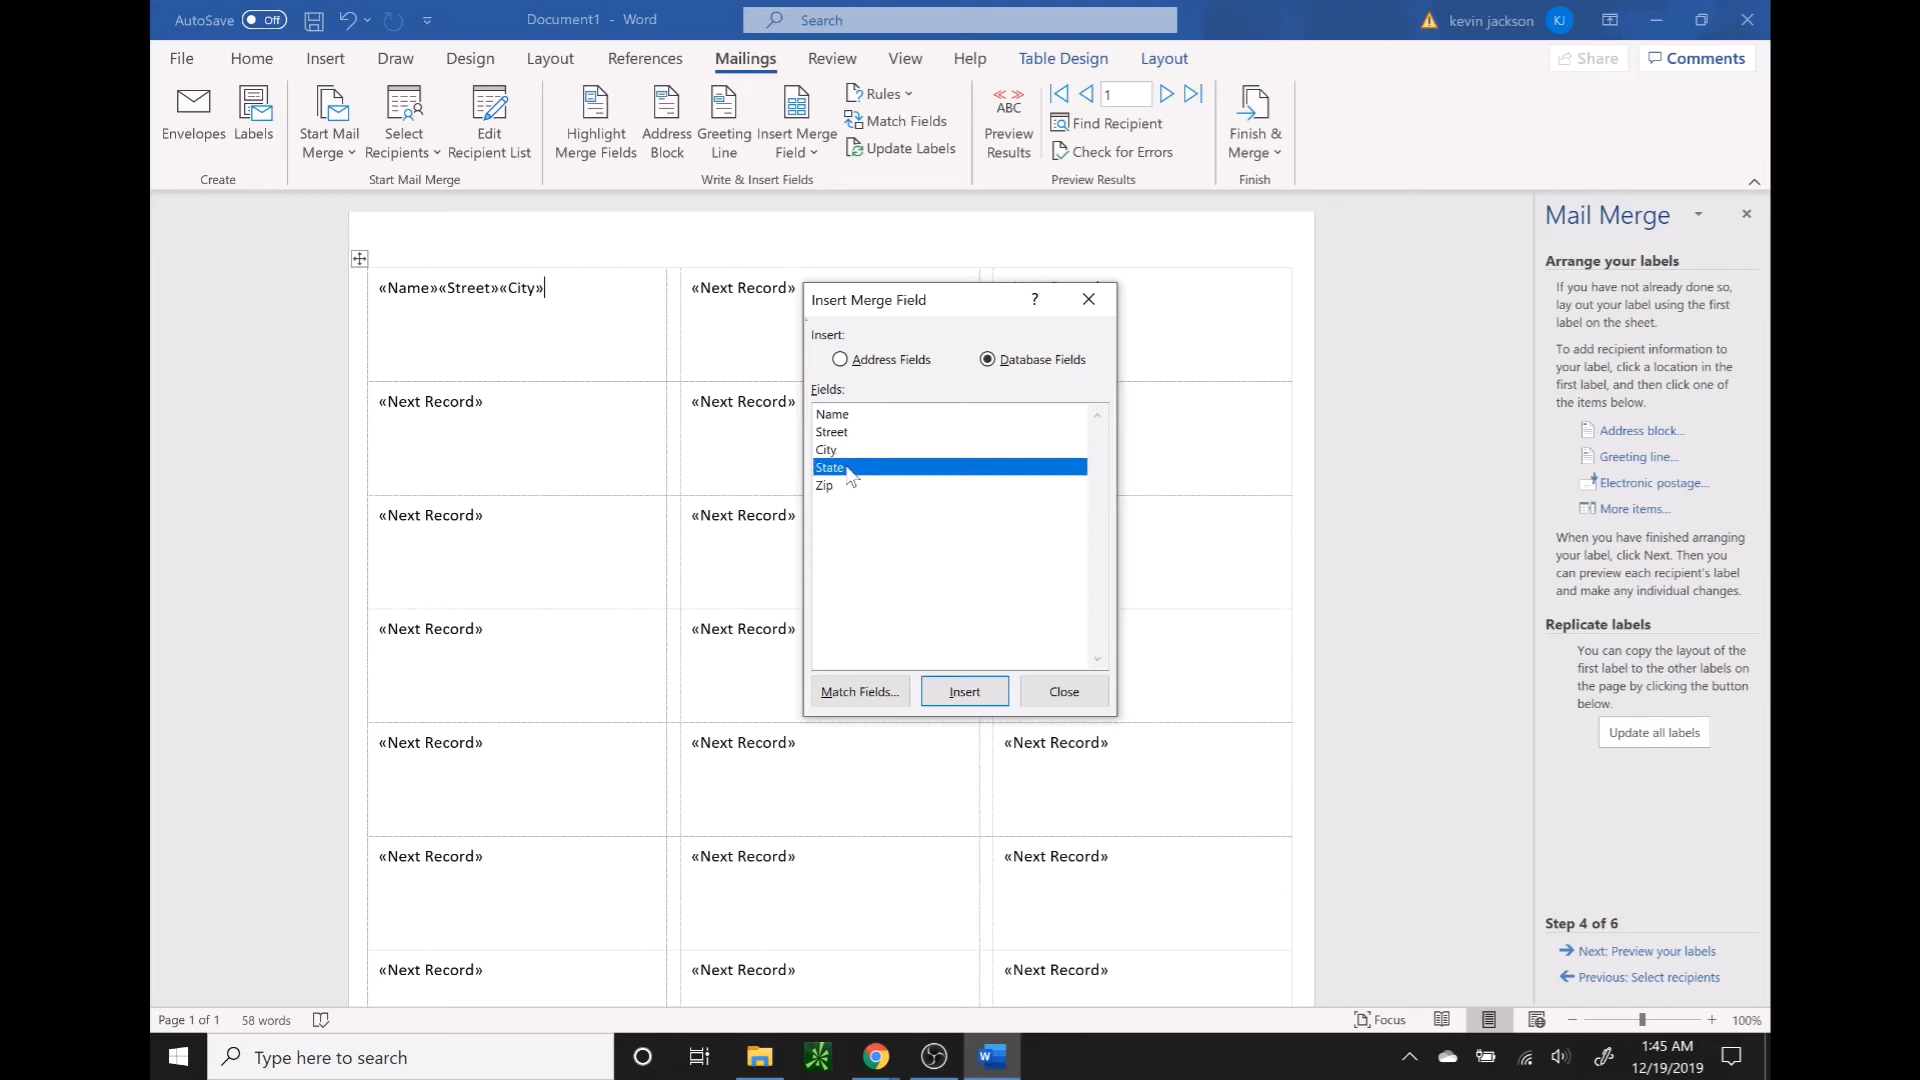 AutoSave Off Document1 - Word Search kevin jackson KJ
File Home Insert Draw Design Layout References Mailings Review View Help Table Design Layout Share Comments
Envelopes Labels
Create
Start Mail Merge Select Recipients Edit Recipient List
Start Mail Merge
Highlight Merge Fields Address Block Greeting Line Insert Merge Field
Rules
Match Fields
Update Labels
Write & Insert Fields
ABC
Preview Results
1
Find Recipient
Check for Errors
Preview Results
Finish & Merge
Finish
«Name»«Street»«City» «Next Record»
«Next Record» «Next Record»
«Next Record» «Next Record»
«Next Record» «Next Record»
«Next Record» «Next Record» «Next Record»
«Next Record» «Next Record» «Next Record»
«Next Record» «Next Record» «Next Record»
Insert Merge Field ?
Insert:
Address Fields Database Fields
Fields:
Name
Street
City
State
Zip
Match Fields... Insert Close
Mail Merge
Arrange your labels
If you have not already done so,
lay out your label using the first
label on the sheet.
To add recipient information to
your label, click a location in the
first label, and then click one of
the items below.
Address block...
Greeting line...
Electronic postage...
More items...
When you have finished arranging
your label, click Next. Then you
can preview each recipient's label
and make any individual changes.
Replicate labels
You can copy the layout of the
first label to the other labels on
the page by clicking the button
below.
Update all labels
Step 4 of 6
Next: Preview your labels
Previous: Select recipients
Page 1 of 1 58 words Focus 100%
Type here to search W 1:45 AM
12/19/2019